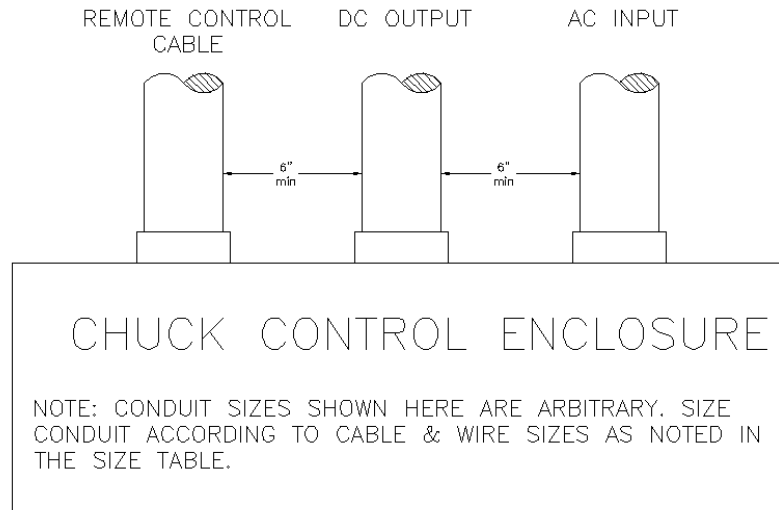 REMOTE CONTROL
CABLE
DC OUTPUT
AC INPUT
6"
min
6"
min
CHUCK CONTROL ENCLOSURE
NOTE: CONDUIT SIZES SHOWN HERE ARE ARBITRARY. SIZE
CONDUIT ACCORDING TO CABLE & WIRE SIZES AS NOTED IN
THE SIZE TABLE.